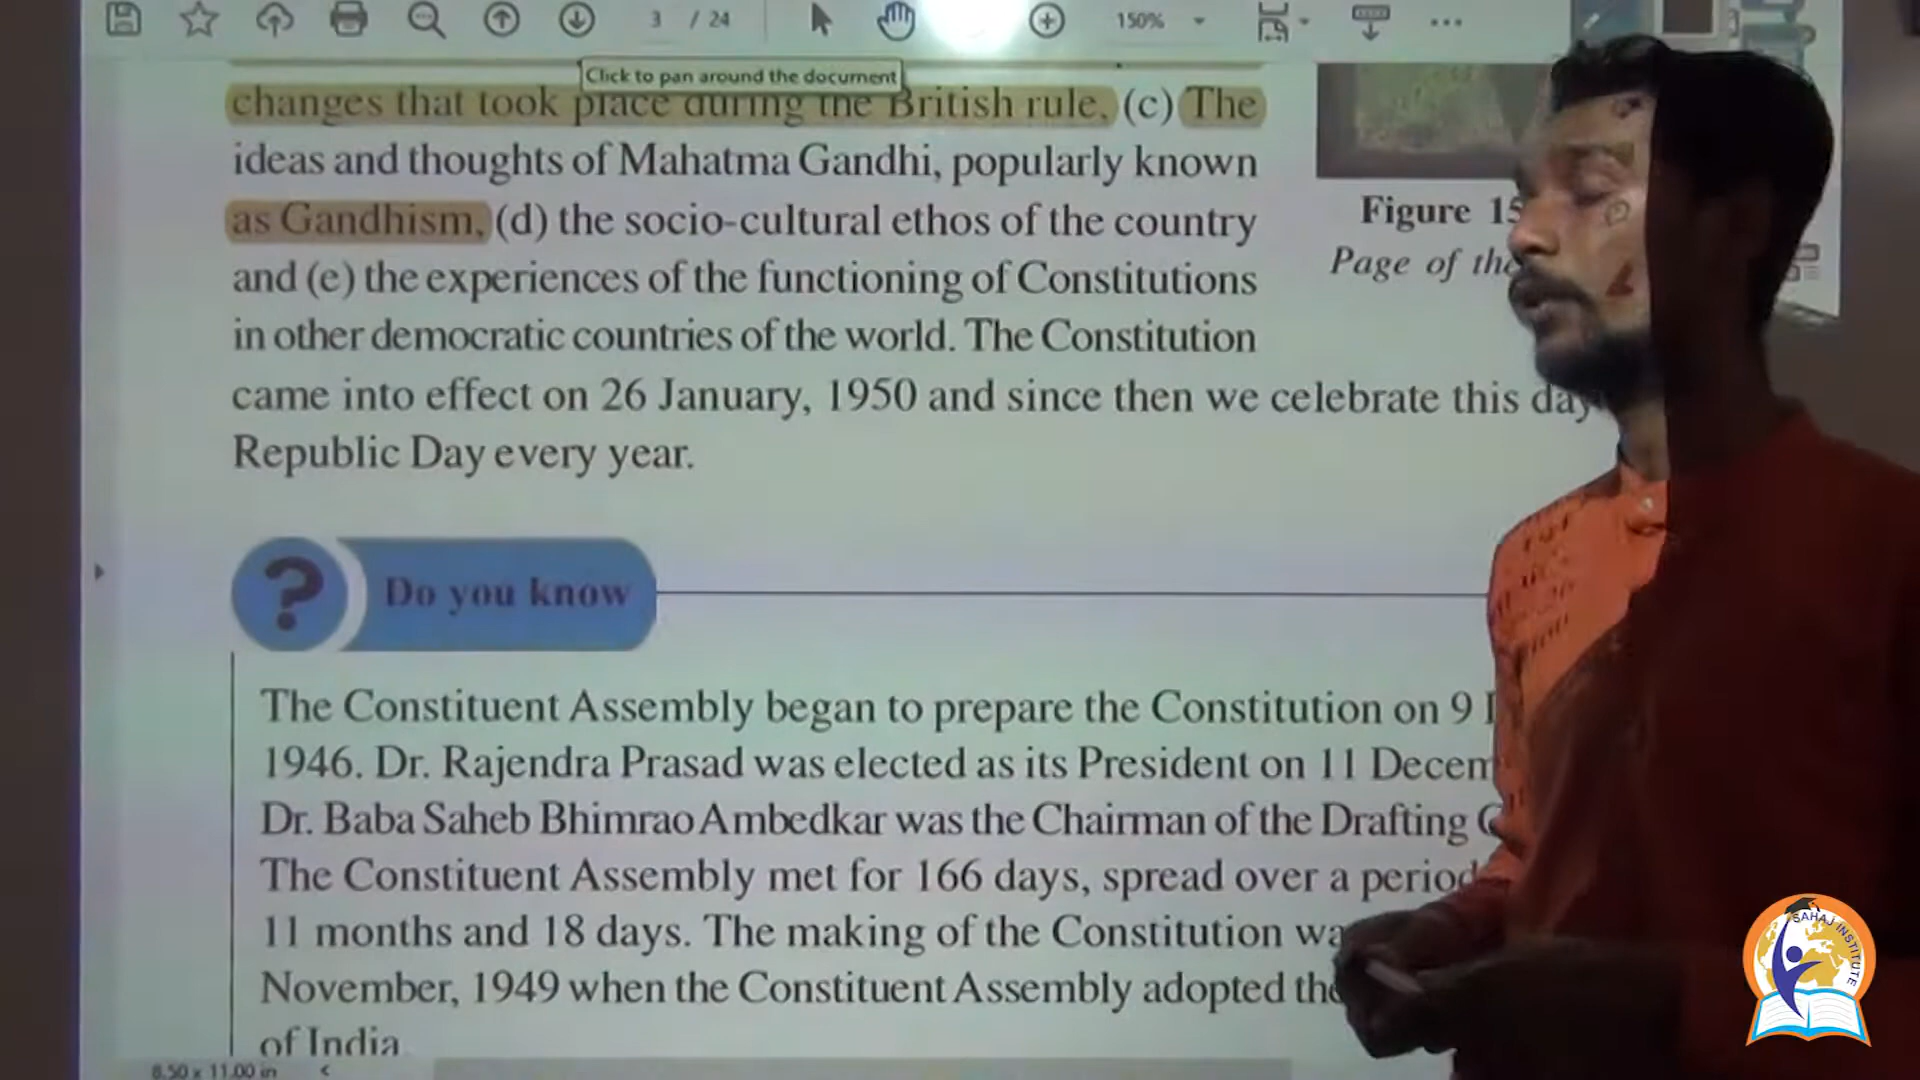 3 / 24
150%
Click to pan around the document
changes that took place during the British rule, (c) The
ideas and thoughts of Mahatma Gandhi, popularly known
as Gandhism, (d) the socio-cultural ethos of the country
and (e) the experiences of the functioning of Constitutions
in other democratic countries of the world. The Constitution
came into effect on 26 January, 1950 and since then we celebrate this day
Republic Day every year.
Figure 15
Page of the
? Do you know
The Constituent Assembly began to prepare the Constitution on 9
1946. Dr. Rajendra Prasad was elected as its President on 11 Decem
Dr. Baba Saheb Bhimrao Ambedkar was the Chairman of the Drafting
The Constituent Assembly met for 166 days, spread over a period
11 months and 18 days. The making of the Constitution wa
November, 1949 when the Constituent Assembly adopted the
of India
8.50 x 11.00 in
SAHAJ INSTITUTE